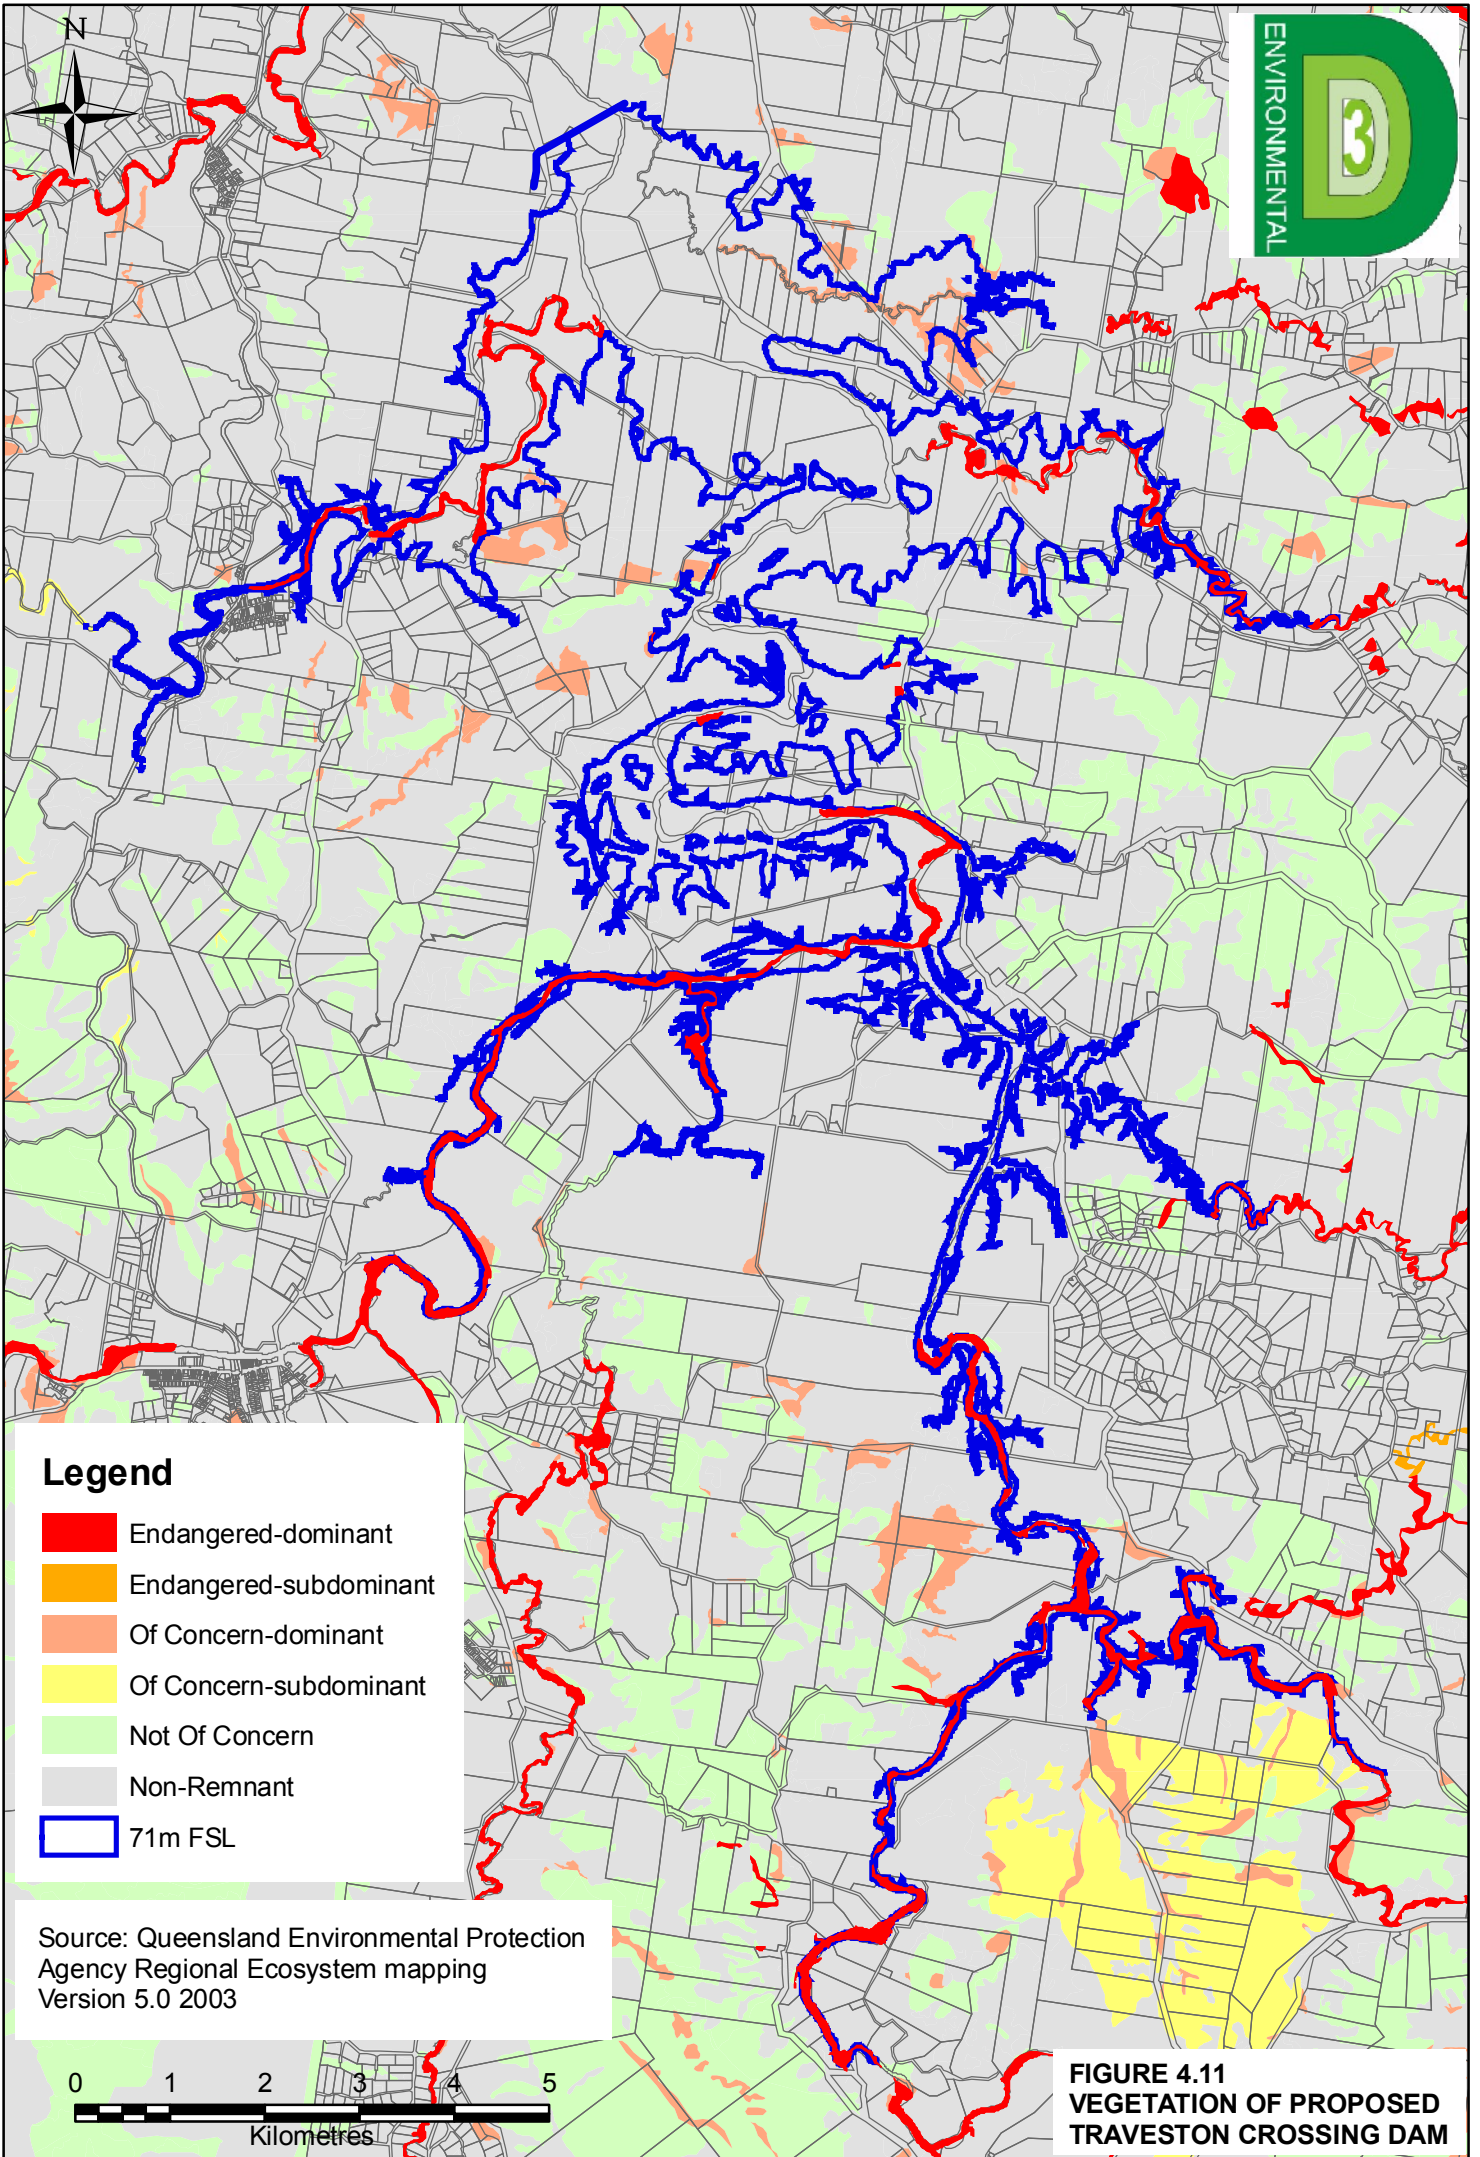 N
ENVIRONMENTAL
D
3
Legend
Endangered-dominant
Endangered-subdominant
Of Concern-dominant
Of Concern-subdominant
Not Of Concern
Non-Remnant
71m FSL
Source: Queensland Environmental Protection
Agency Regional Ecosystem mapping
Version 5.0 2003
0 1 2 3 4 5
Kilometres
FIGURE 4.11
VEGETATION OF PROPOSED
TRAVESTON CROSSING DAM